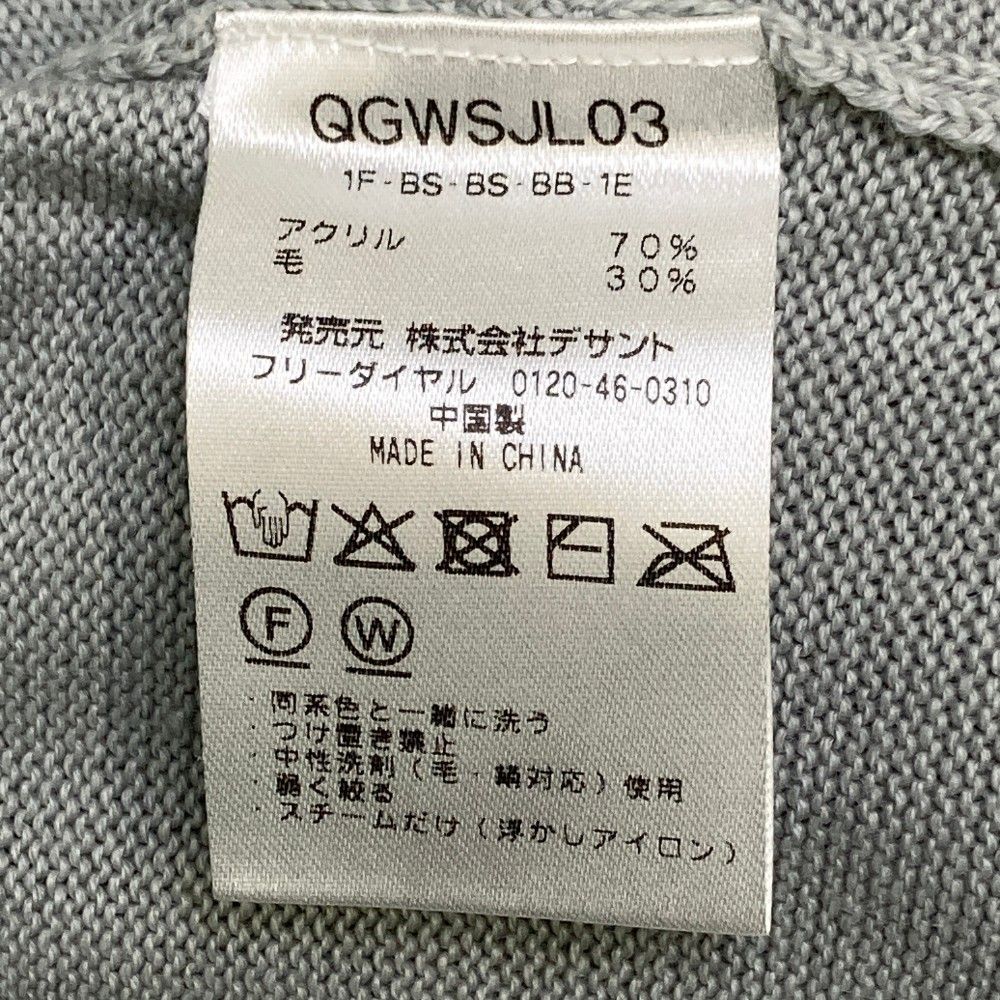 QGWSJL03
1F-BS-BS-BB-1E
アクリル 70%
毛 30%
発売元 株式会社デサント
フリーダイヤル 0120-46-0310
中国製
MADE IN CHINA
F W
・同系色と一緒に洗う
・つけ置き禁止
・中性洗剤(毛・絹対応)使用
・弱く絞る
・スチームだけ(浮かしアイロン)